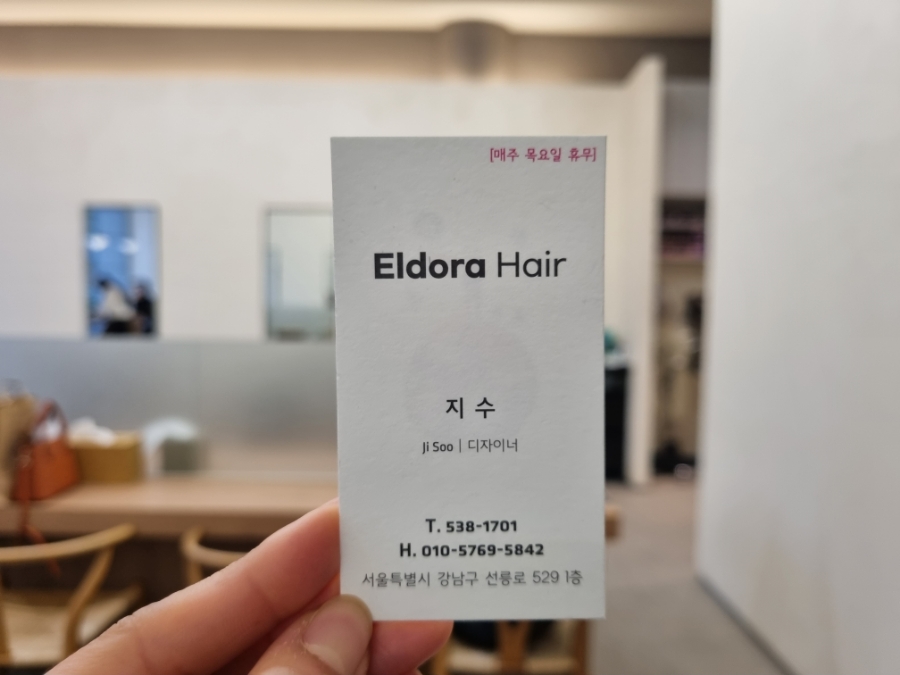 [매주 목요일 휴무]
Eldora Hair
지 수
Ji Soo | 디자이너
T. 538-1701
H. 010-5769-5842
서울특별시 강남구 선릉로 529 1층